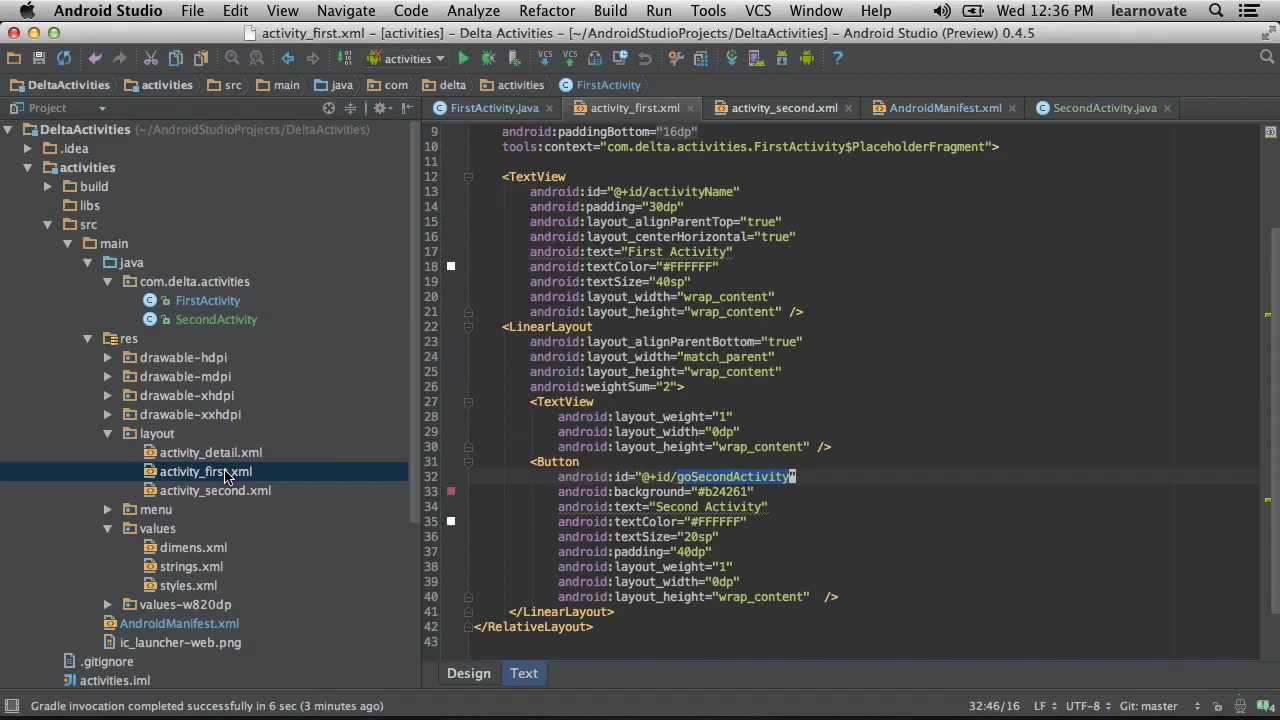 Android Studio File Edit View Navigate Code Analyze Refactor Build Run Tools VCS Window Help Wed 12:36 PM learnovate
activity_first.xml - [activities] - Delta Activities - [~/AndroidStudioProjects/DeltaActivities] - Android Studio (Preview) 0.4.5
activities
DeltaActivities activities src main java com delta activities FirstActivity
Project
FirstActivity.java activity_first.xml activity_second.xml AndroidManifest.xml SecondActivity.java
DeltaActivities (~/AndroidStudioProjects/DeltaActivities)
.idea
activities
build
libs
src
main
java
com.delta.activities
FirstActivity
SecondActivity
res
drawable-hdpi
drawable-mdpi
drawable-xhdpi
drawable-xxhdpi
layout
activity_detail.xml
activity_first.xml
activity_second.xml
menu
values
dimens.xml
strings.xml
styles.xml
values-w820dp
AndroidManifest.xml
ic_launcher-web.png
.gitignore
activities.iml
9 android:paddingBottom="16dp"
10 tools:context="com.delta.activities.FirstActivity$PlaceholderFragment">
11
12 <TextView
13 android:id="@+id/activityName"
14 android:padding="30dp"
15 android:layout_alignParentTop="true"
16 android:layout_centerHorizontal="true"
17 android:text="First Activity"
18 android:textColor="#FFFFFF"
19 android:textSize="40sp"
20 android:layout_width="wrap_content"
21 android:layout_height="wrap_content" />
22 <LinearLayout
23 android:layout_alignParentBottom="true"
24 android:layout_width="match_parent"
25 android:layout_height="wrap_content"
26 android:weightSum="2">
27 <TextView
28 android:layout_weight="1"
29 android:layout_width="0dp"
30 android:layout_height="wrap_content" />
31 <Button
32 android:id="@+id/goSecondActivity"
33 android:background="#b24261"
34 android:text="Second Activity"
35 android:textColor="#FFFFFF"
36 android:textSize="20sp"
37 android:padding="40dp"
38 android:layout_weight="1"
39 android:layout_width="0dp"
40 android:layout_height="wrap_content" />
41 </LinearLayout>
42 </RelativeLayout>
43
Design Text
Gradle invocation completed successfully in 6 sec (3 minutes ago) 32:46/16 LF UTF-8 Git: master 4